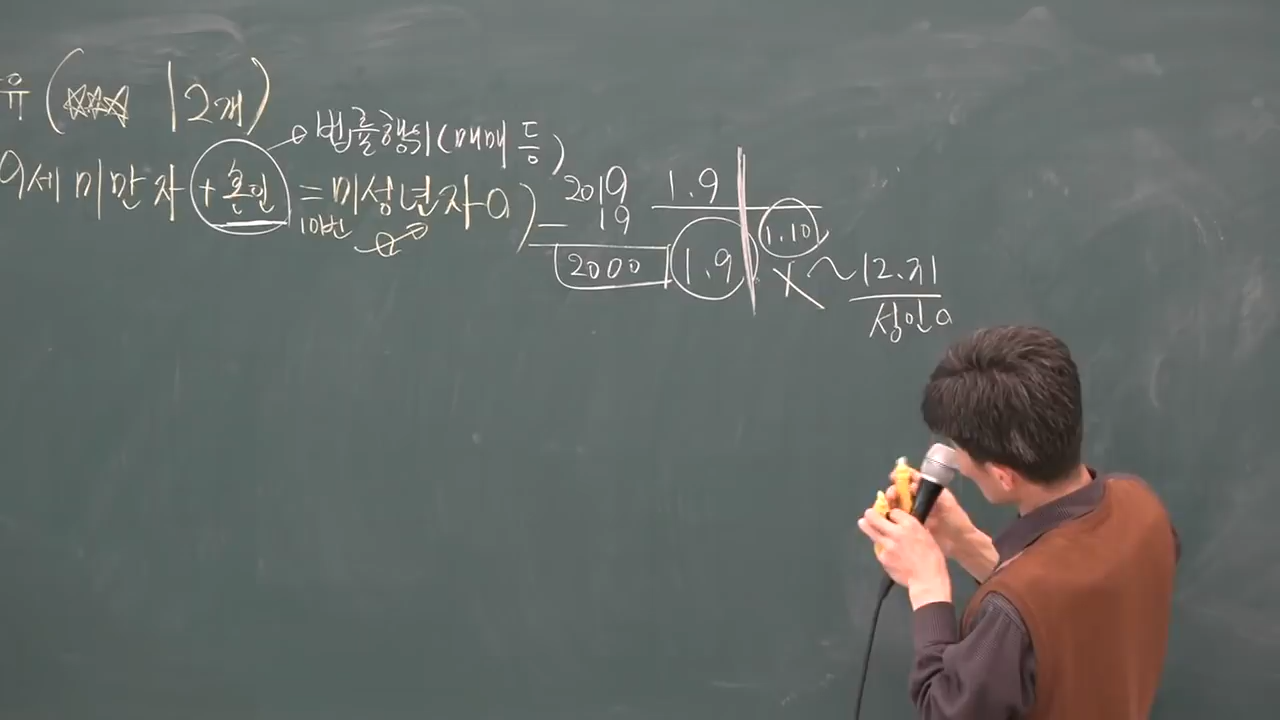 유 (☆☆☆ 12개)
법률행위(매매 등)
9세 미만 자 + 혼인 = 미성년자 a)
10번
2019 1.9
- 19
2000 1.9 1.10
X ~ 12.31
성인a